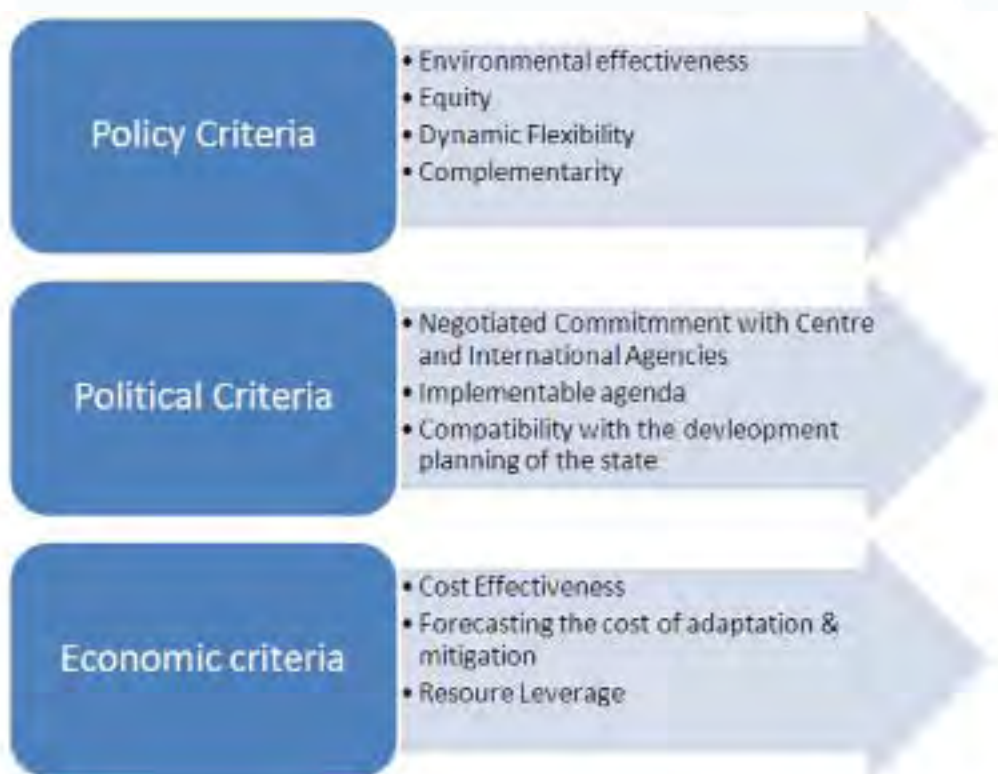 Policy Criteria
• Environmental effectiveness
• Equity
• Dynamic Flexibility
• Complementarity
Political Criteria
• Negotiated Commitmment with Centre
and International Agencies
• Implementable agenda
• Compatibility with the devleopment
planning of the state
Economic criteria
• Cost Effectiveness
• Forecasting the cost of adaptation &
mitigation
• Resoure Leverage